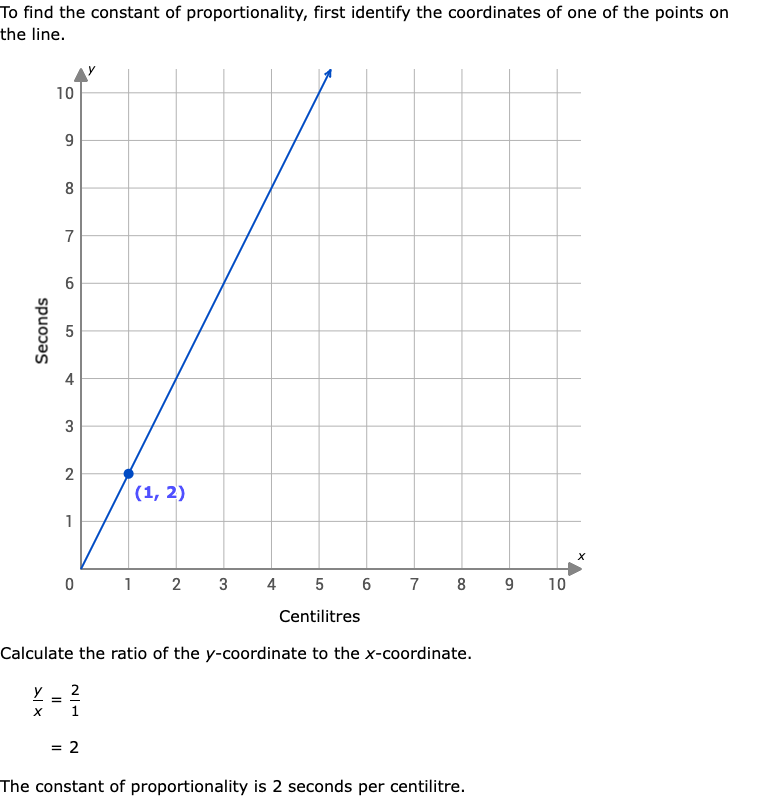 To find the constant of proportionality, first identify the coordinates of one of the points on
the line.
y
10
9
8
7
6
Seconds
5
4
3
2
(1, 2)
1
x
0 1 2 3 4 5 6 7 8 9 10
Centilitres
Calculate the ratio of the y-coordinate to the x-coordinate.
y/x = 2/1
= 2
The constant of proportionality is 2 seconds per centilitre.